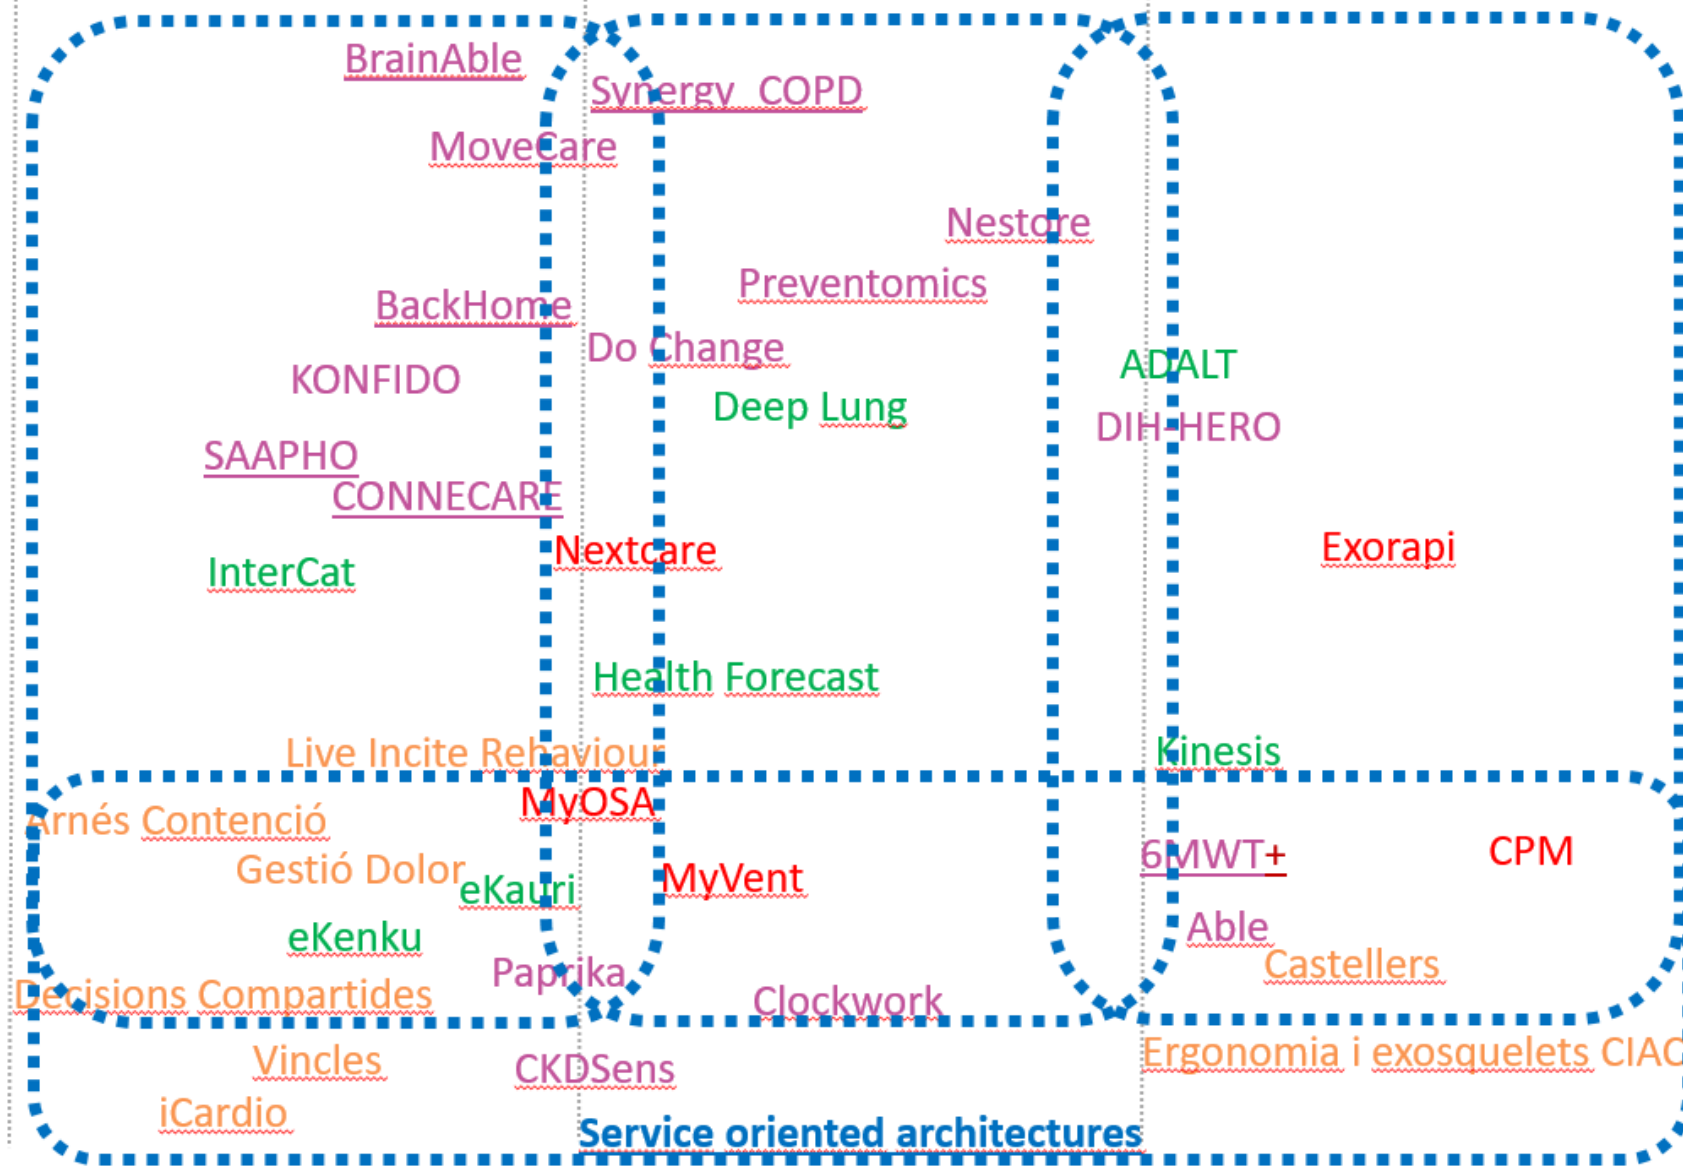 BrainAble
Synergy COPD
MoveCare
Nestore
Preventomics
BackHome
Do Change
ADALT
KONFIDO
Deep Lung
DIH-HERO
SAAPHO
CONNECARE
Nextcare
Exorapi
InterCat
Health Forecast
Live Incite Rehaviour
Kinesis
MyOSA
Arnés Contenció
6MWT+
CPM
Gestió Dolor
MyVent
eKauri
Able
eKenku
Castellers
Paprika
Decisions Compartides
Clockwork
Ergonomia i exosquelets CIAC
Vincles
CKDSens
iCardio
Service oriented architectures